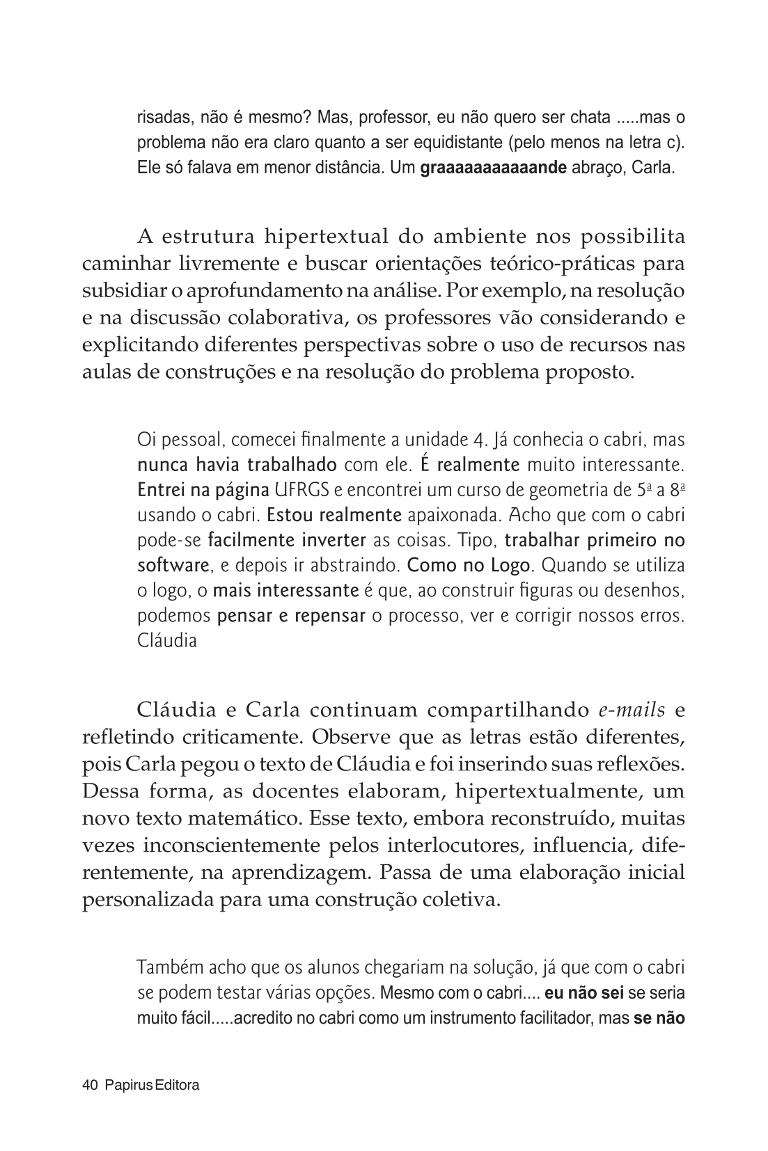 risadas, não é mesmo? Mas, professor, eu não quero ser chata .....mas o
problema não era claro quanto a ser equidistante (pelo menos na letra c).
Ele só falava em menor distância. Um graaaaaaaaaaande abraço, Carla.
A estrutura hipertextual do ambiente nos possibilita
caminhar livremente e buscar orientações teórico-práticas para
subsidiar o aprofundamento na análise. Por exemplo, na resolução
e na discussão colaborativa, os professores vão considerando e
explicitando diferentes perspectivas sobre o uso de recursos nas
aulas de construções e na resolução do problema proposto.
Oi pessoal, comecei finalmente a unidade 4. Já conhecia o cabri, mas
nunca havia trabalhado com ele. É realmente muito interessante.
Entrei na página UFRGS e encontrei um curso de geometria de 5ª a 8ª
usando o cabri. Estou realmente apaixonada. Acho que com o cabri
pode-se facilmente inverter as coisas. Tipo, trabalhar primeiro no
software, e depois ir abstraindo. Como no Logo. Quando se utiliza
o logo, o mais interessante é que, ao construir figuras ou desenhos,
podemos pensar e repensar o processo, ver e corrigir nossos erros.
Cláudia
Cláudia e Carla continuam compartilhando e-mails e
refletindo criticamente. Observe que as letras estão diferentes,
pois Carla pegou o texto de Cláudia e foi inserindo suas reflexões.
Dessa forma, as docentes elaboram, hipertextualmente, um
novo texto matemático. Esse texto, embora reconstruído, muitas
vezes inconscientemente pelos interlocutores, influencia, dife-
rentemente, na aprendizagem. Passa de uma elaboração inicial
personalizada para uma construção coletiva.
Também acho que os alunos chegariam na solução, já que com o cabri
se podem testar várias opções. Mesmo com o cabri.... eu não sei se seria
muito fácil.....acredito no cabri como um instrumento facilitador, mas se não
40 Papirus Editora